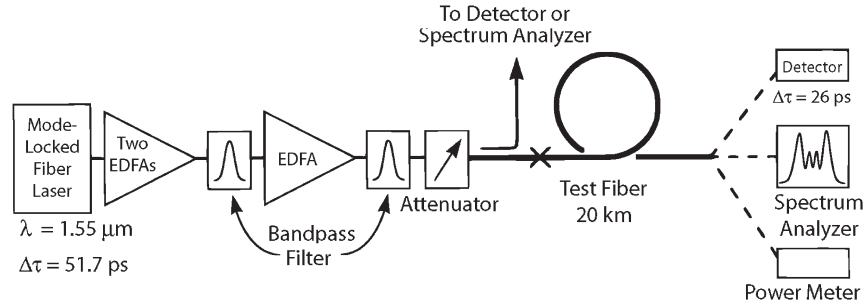 To Detector or
Spectrum Analyzer
Mode-
Locked
Fiber
Laser
Two
EDFAs
EDFA
Attenuator
Bandpass
Filter
λ = 1.55 μm
Δτ = 51.7 ps
Test Fiber
20 km
Detector
Δτ = 26 ps
Spectrum
Analyzer
Power Meter